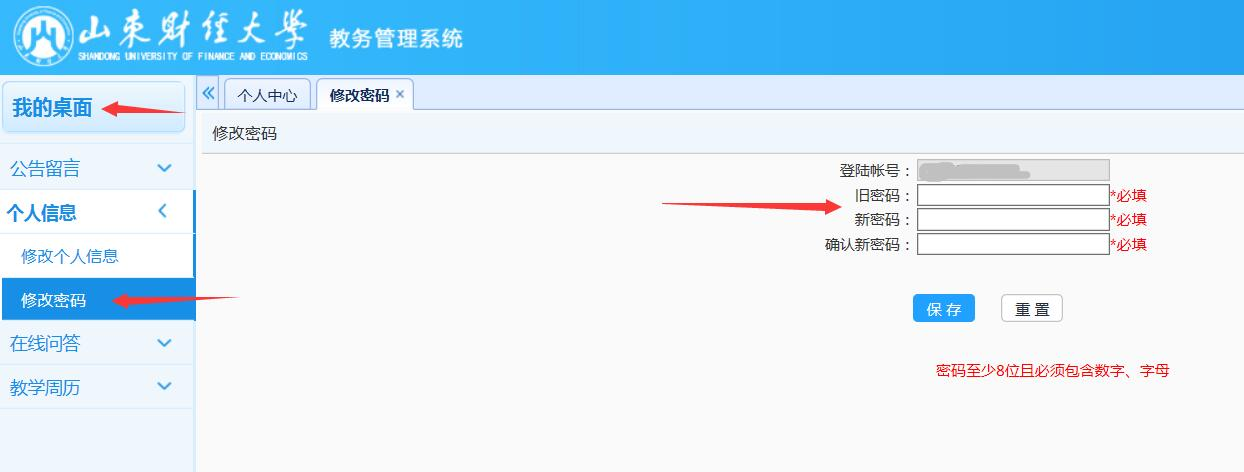 山东财经大学
SHANDONG UNIVERSITY OF FINANCE AND ECONOMICS
教务管理系统
我的桌面
公告留言
个人信息
修改个人信息
修改密码
在线问答
教学周历
个人中心
修改密码
修改密码
登陆帐号：
旧密码： *必填
新密码： *必填
确认新密码： *必填
保存 重置
密码至少8位且必须包含数字、字母